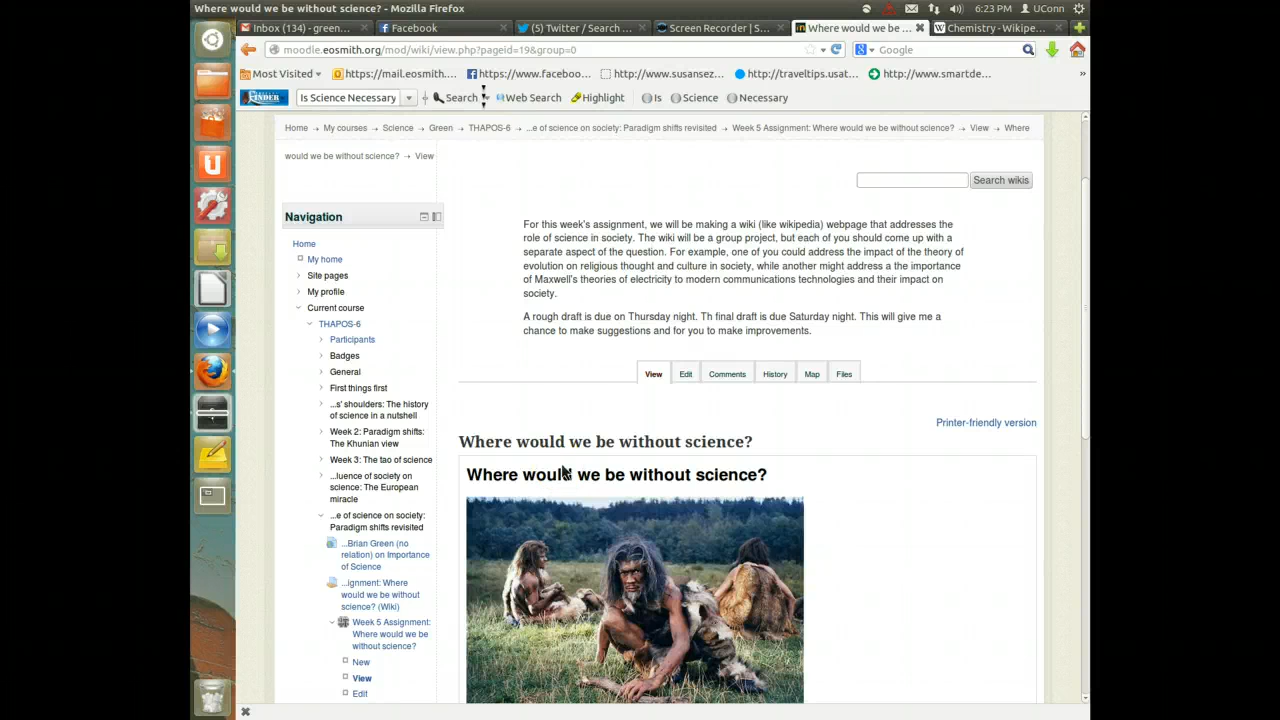 Where would we be without science? - Mozilla Firefox
6:23 PM UConn
Inbox (134) - green...
Facebook
(5) Twitter / Search ...
Screen Recorder | S...
Where would we be ...
Chemistry - Wikipe...
moodle.eosmith.org/mod/wiki/view.php?pageid=19&group=0
Google
Most Visited
https://mail.eosmith....
https://www.faceboo...
http://www.susansez...
http://traveltips.usat...
http://www.smartde...
»
FINDER
Is Science Necessary
Search
Web Search
Highlight
Is
Science
Necessary
Home → My courses → Science → Green → THAPOS-6 → ...e of science on society: Paradigm shifts revisited → Week 5 Assignment: Where would we be without science? → View → Where
would we be without science? → View
Search wikis
For this week's assignment, we will be making a wiki (like wikipedia) webpage that addresses the
role of science in society. The wiki will be a group project, but each of you should come up with a
separate aspect of the question. For example, one of you could address the impact of the theory of
evolution on religious thought and culture in society, while another might address a the importance
of Maxwell's theories of electricity to modern communications technologies and their impact on
society.
A rough draft is due on Thursday night. Th final draft is due Saturday night. This will give me a
chance to make suggestions and for you to make improvements.
View
Edit
Comments
History
Map
Files
Printer-friendly version
Where would we be without science?
Where would we be without science?
Navigation
Home
My home
Site pages
My profile
Current course
THAPOS-6
Participants
Badges
General
First things first
...s' shoulders: The history
of science in a nutshell
Week 2: Paradigm shifts:
The Khunian view
Week 3: The tao of science
...luence of society on
science: The European
miracle
...e of science on society:
Paradigm shifts revisited
...Brian Green (no
relation) on Importance
of Science
...ignment: Where
would we be without
science? (Wiki)
Week 5 Assignment:
Where would we be
without science?
New
View
Edit